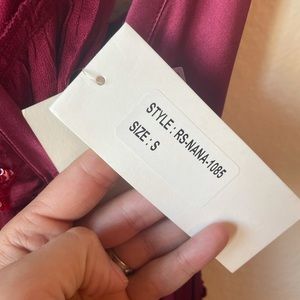 STYLE : RS-NANA-1085
SIZE : S